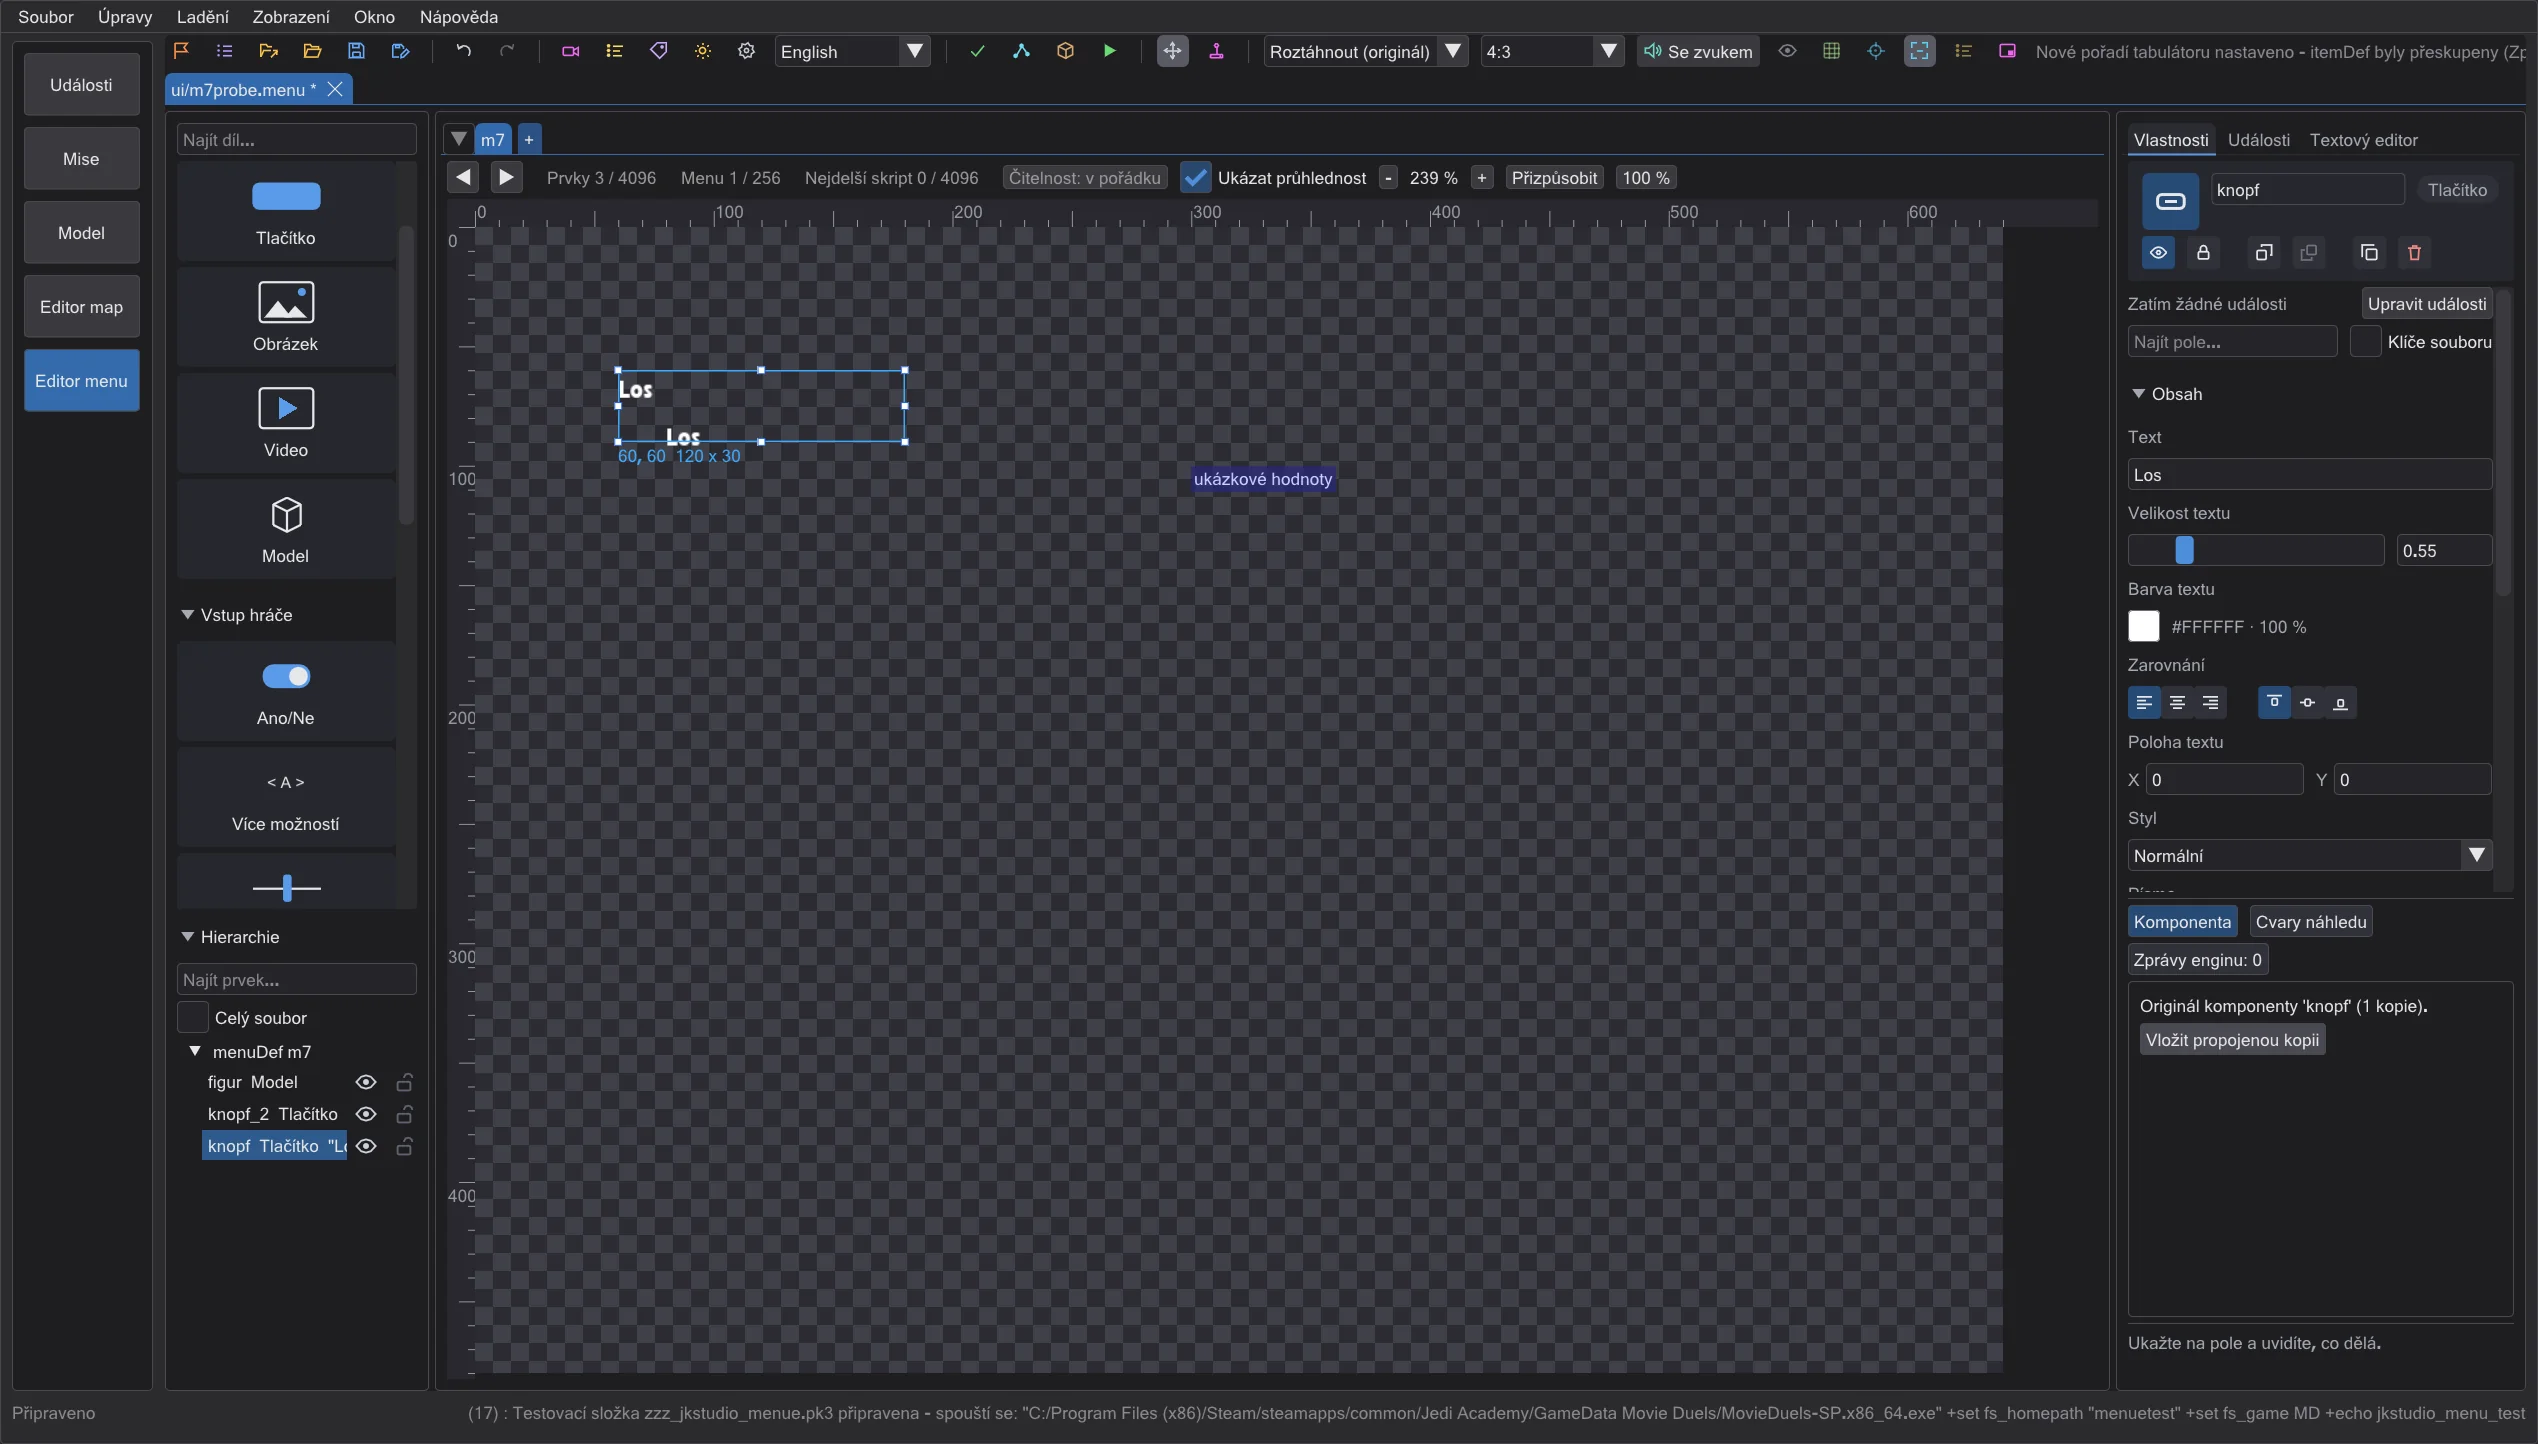 Soubor Úpravy Ladění Zobrazení Okno Nápověda
English
Roztáhnout (originál)
4:3
Se zvukem
Nové pořadí tabulátoru nastaveno - itemDef byly přeskupeny (Zp
Události
Mise
Model
Editor map
Editor menu
ui/m7probe.menu *
Najít díl...
Tlačítko
Obrázek
Video
Model
Vstup hráče
Ano/Ne
< A >
Více možností
Hierarchie
Najít prvek...
Celý soubor
menuDef m7
figur Model
knopf_2 Tlačítko
knopf Tlačítko "Lo
m7 +
Prvky 3 / 4096 Menu 1 / 256 Nejdelší skript 0 / 4096 Čitelnost: v pořádku Ukázat průhlednost - 239 % + Přizpůsobit 100 %
0 100 200 300 400 500 600
0
100
200
300
400
Los
Los
60, 60 120 x 30
ukázkové hodnoty
Vlastnosti Události Textový editor
knopf Tlačítko
Zatím žádné události Upravit události
Najít pole... Klíče souboru
Obsah
Text
Los
Velikost textu
0.55
Barva textu
#FFFFFF · 100 %
Zarovnání
Poloha textu
X 0 Y 0
Styl
Normální
Komponenta Cvary náhledu
Zprávy enginu: 0
Originál komponenty 'knopf' (1 kopie).
Vložit propojenou kopii
Ukažte na pole a uvidíte, co dělá.
Připraveno
(17) : Testovací složka zzz_jkstudio_menue.pk3 připravena - spouští se: "C:/Program Files (x86)/Steam/steamapps/common/Jedi Academy/GameData Movie Duels/MovieDuels-SP.x86_64.exe" +set fs_homepath "menuetest" +set fs_game MD +echo jkstudio_menu_test